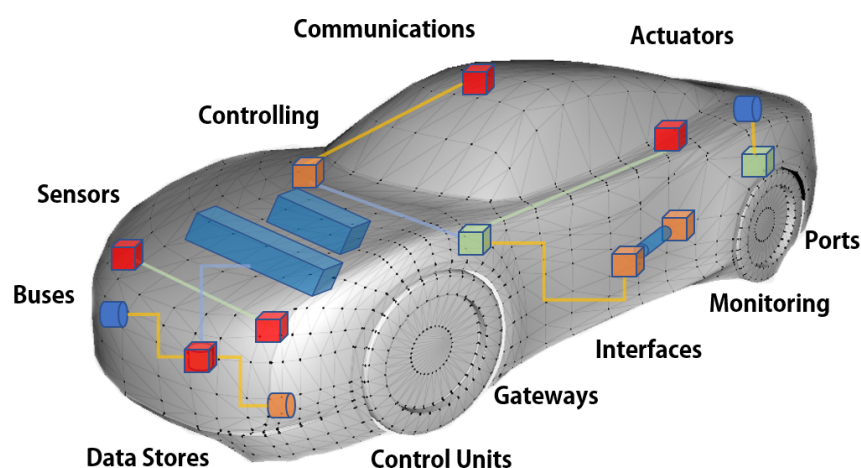 Communications
Actuators
Controlling
Sensors
Ports
Buses
Monitoring
Interfaces
Gateways
Data Stores
Control Units